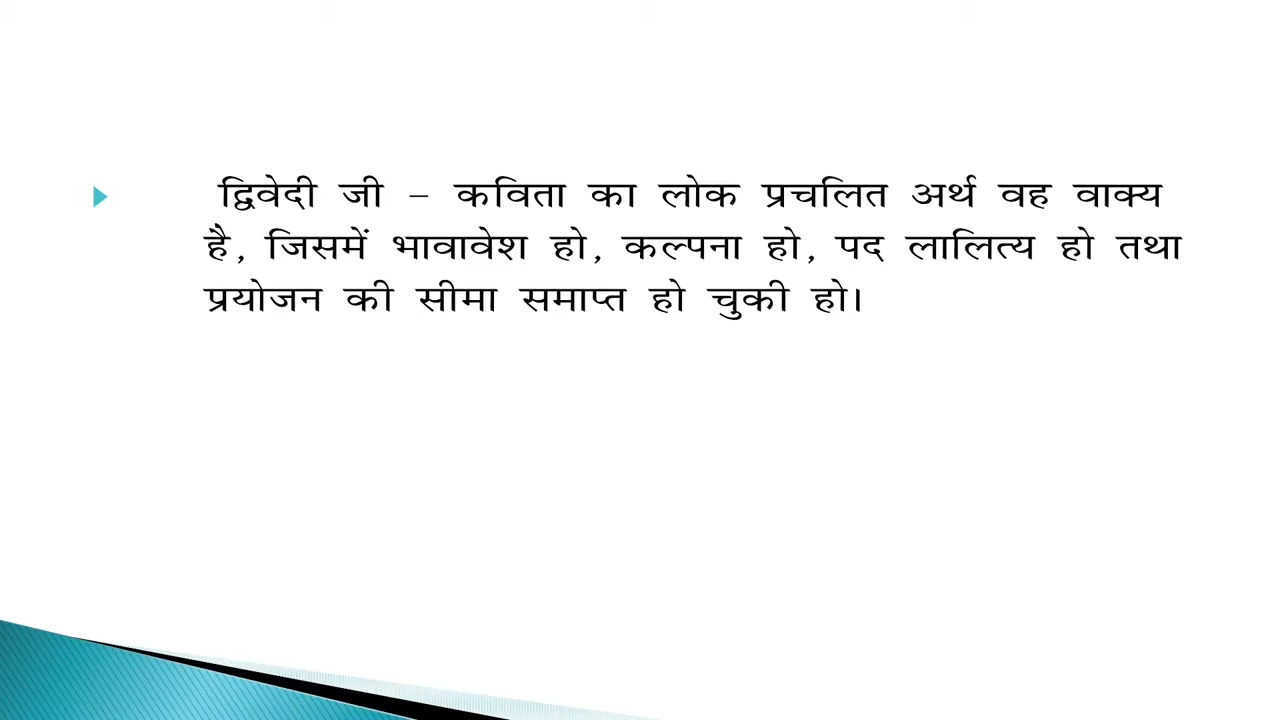 द्विवेदी जी – कविता का लोक प्रचलित अर्थ वह वाक्य
है, जिसमें भावावेश हो, कल्पना हो, पद लालित्य हो तथा
प्रयोजन की सीमा समाप्त हो चुकी हो।